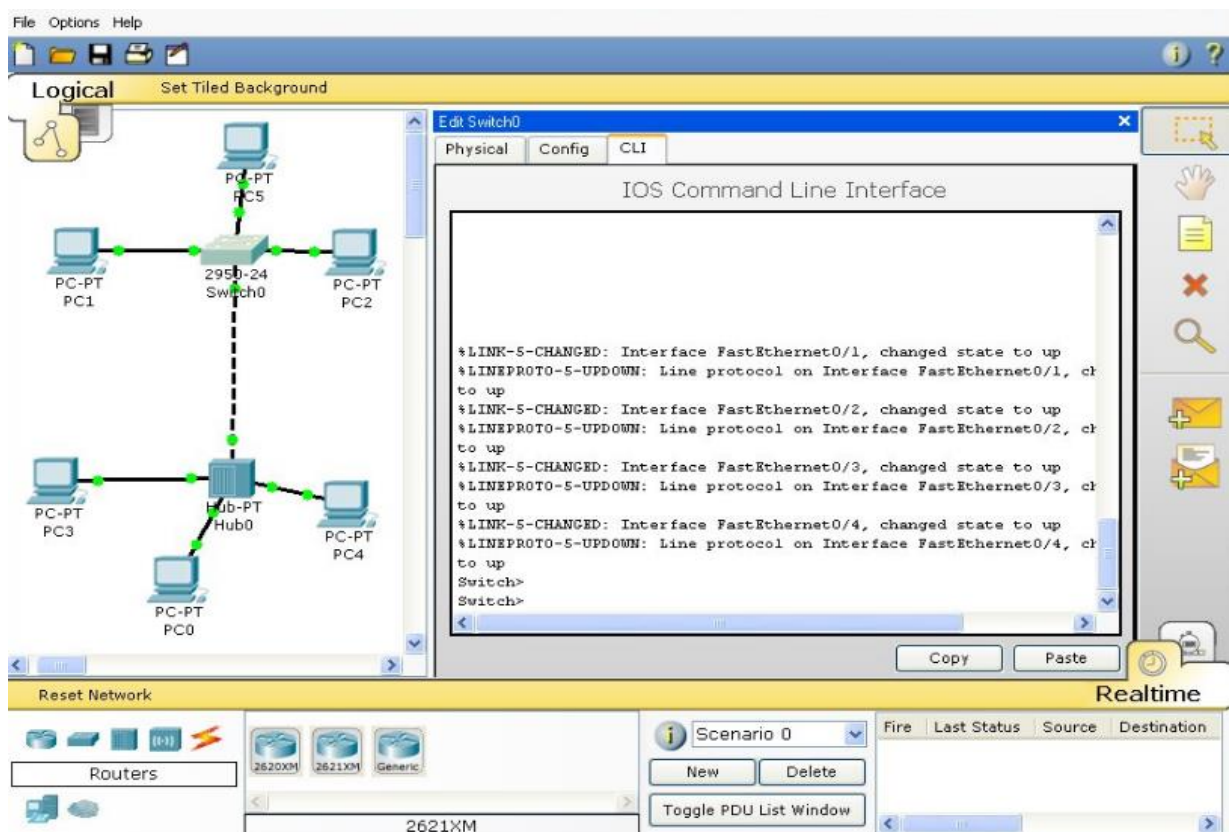 File Options Help
Logical
Set Tiled Background
PC-PT
PC5
PC-PT
PC1
2950-24
Switch0
PC-PT
PC2
PC-PT
PC3
Hub-PT
Hub0
PC-PT
PC4
PC-PT
PC0
Edit Switch0
Physical Config CLI
IOS Command Line Interface
%LINK-5-CHANGED: Interface FastEthernet0/1, changed state to up
%LINEPROTO-5-UPDOWN: Line protocol on Interface FastEthernet0/1, ch
to up
%LINK-5-CHANGED: Interface FastEthernet0/2, changed state to up
%LINEPROTO-5-UPDOWN: Line protocol on Interface FastEthernet0/2, ch
to up
%LINK-5-CHANGED: Interface FastEthernet0/3, changed state to up
%LINEPROTO-5-UPDOWN: Line protocol on Interface FastEthernet0/3, ch
to up
%LINK-5-CHANGED: Interface FastEthernet0/4, changed state to up
%LINEPROTO-5-UPDOWN: Line protocol on Interface FastEthernet0/4, ch
to up
Switch>
Switch>
Copy Paste
Reset Network
Realtime
Routers
2620XM 2621XM Generic
2621XM
Scenario 0
New Delete
Toggle PDU List Window
Fire Last Status Source Destination